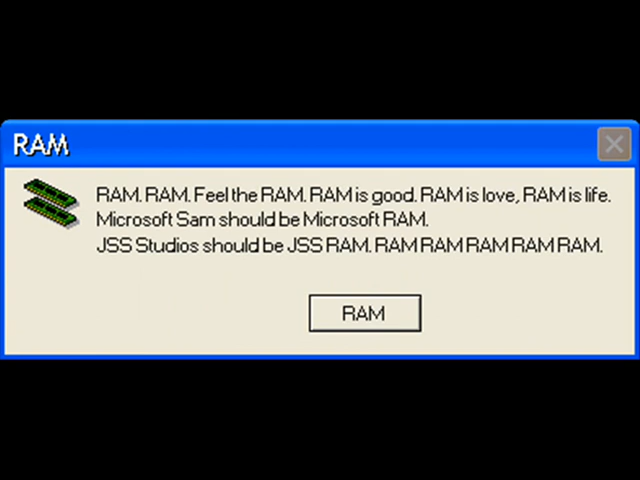 RAM
RAM. RAM. Feel the RAM. RAM is good. RAM is love, RAM is life.
Microsoft Sam should be Microsoft RAM.
JSS Studios should be JSS RAM. RAM RAM RAM RAM RAM.
RAM